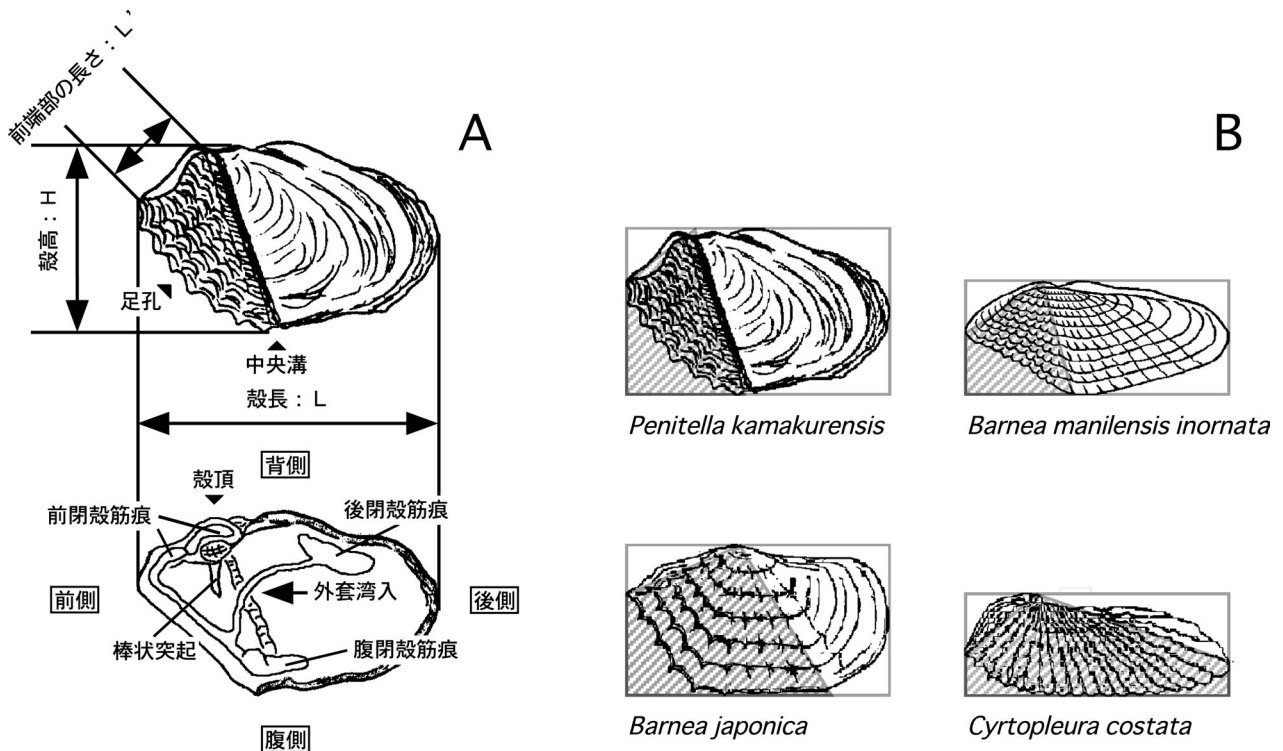 A
前端部の長さ：L'
殻高：H
足孔
中央溝
殻長：L
背側
殻頂
前閉殻筋痕
後閉殻筋痕
前側
外套湾入
後側
棒状突起
腹閉殻筋痕
腹側
B
Penitella kamakurensis
Barnea manilensis inornata
Barnea japonica
Cyrtopleura costata